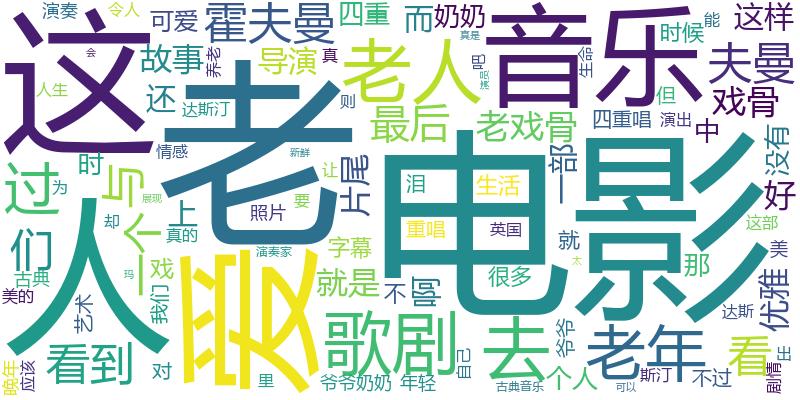 演奏
令人
可爱
霍夫曼
四重
而
奶奶
音乐
这样
这
故事
养老
导演
真
老人
真是
吧
演员
生命
时候
能
夫曼
会
人生
还
达斯汀
老
则
最后
老戏骨
四重唱
但
演出
戏骨
中
没有
过
时
与
情感
新鲜
让
片尾
泪
生活
一部
电影
好
们
为
展现
一个
上
照片
要
重唱
英国
就
这部
人
却
真的
爱
演奏家
字幕
很多
那
美
优雅
古典
玛
戏
就是
不
啊
太
美的
艺术
我们
歌剧
去
爷爷
老年
达斯
看
出
看到
对
里
自己
个人
斯汀
不过
剧情
晚年
应该
爷爷奶奶
年轻
古典音乐
可以